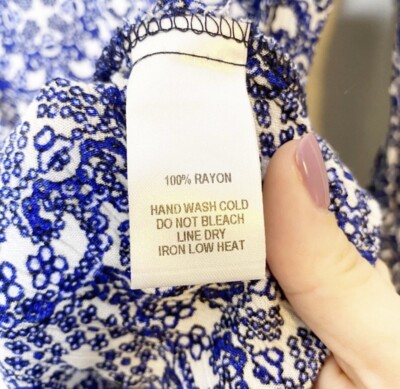 100% RAYON
HAND WASH COLD
DO NOT BLEACH
LINE DRY
IRON LOW HEAT